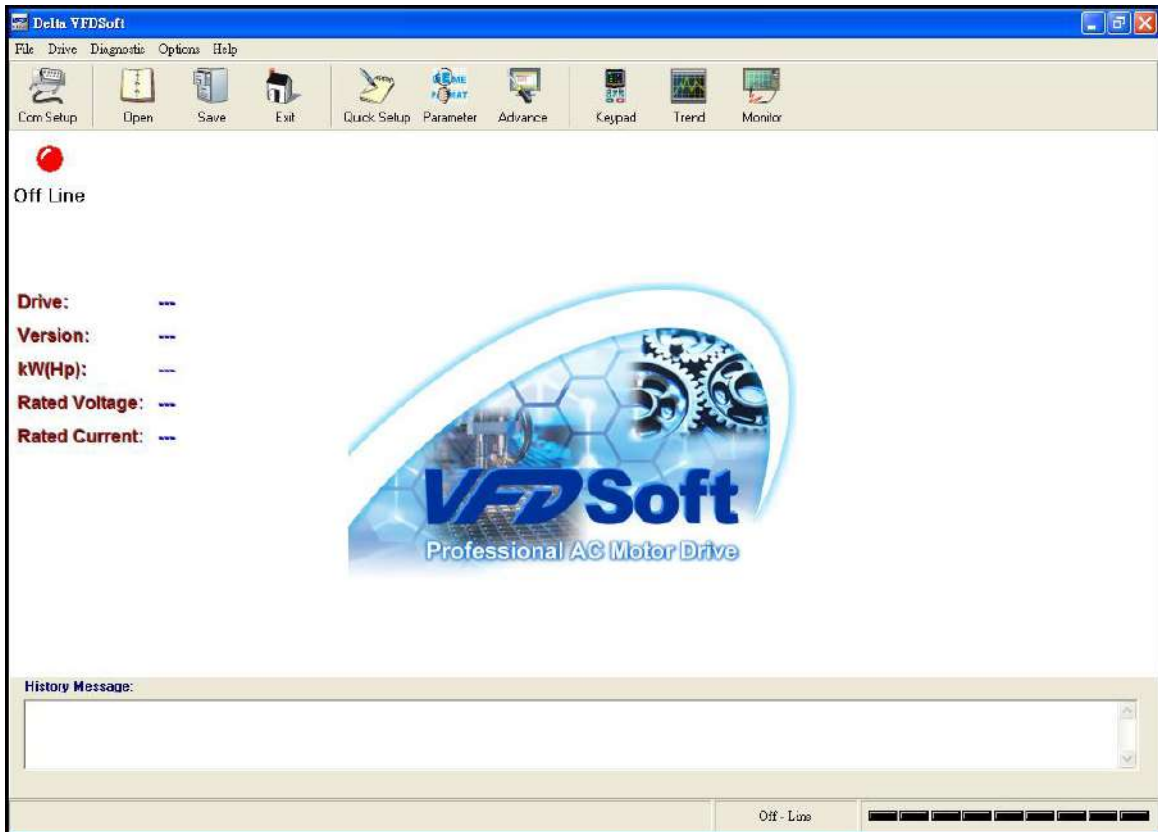 Delta VFDSoft
File Drive Diagnostic Options Help
Com Setup Open Save Exit Quick Setup Parameter Advance Keypad Trend Monitor
Off Line
Drive: ---
Version: ---
kW(Hp): ---
Rated Voltage: ---
Rated Current: ---
VFDSoft
Professional AC Motor Drive
History Message:
Off - Line